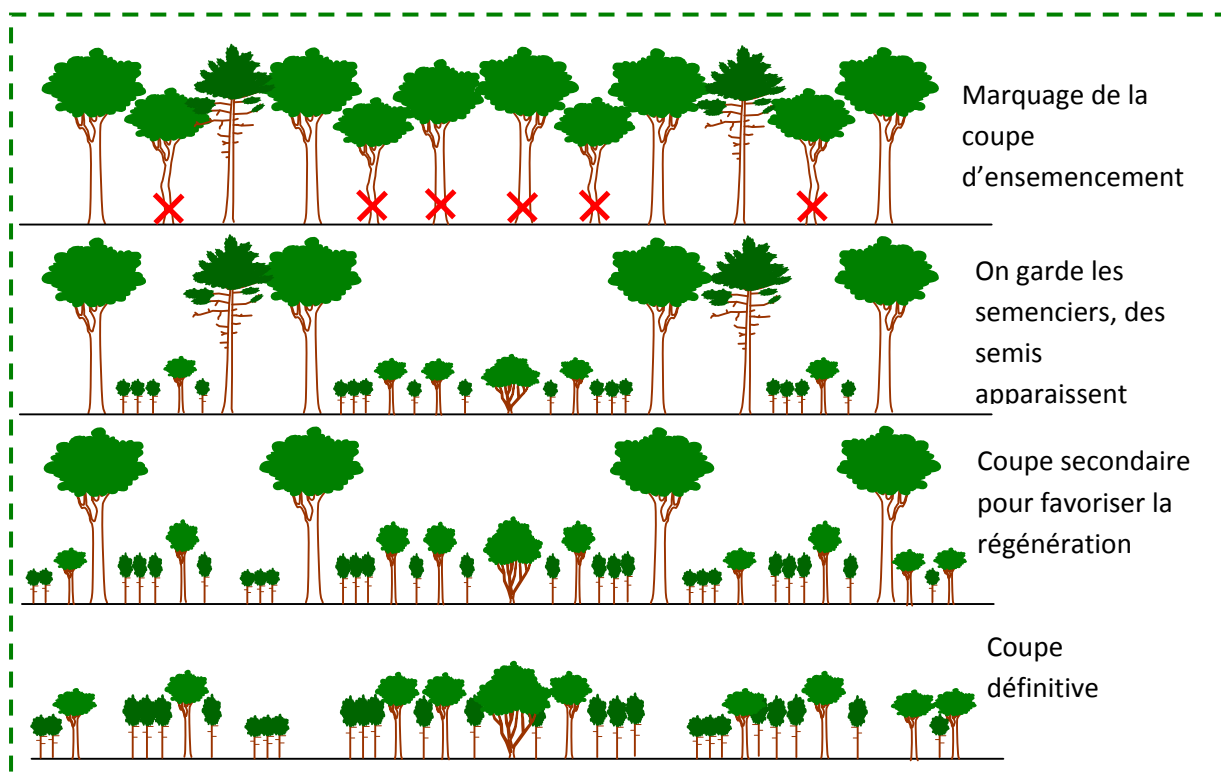 Marquage de la
coupe
d’ensemencement
On garde les
semenciers, des
semis
apparaissent
Coupe secondaire
pour favoriser la
régénération
Coupe
définitive